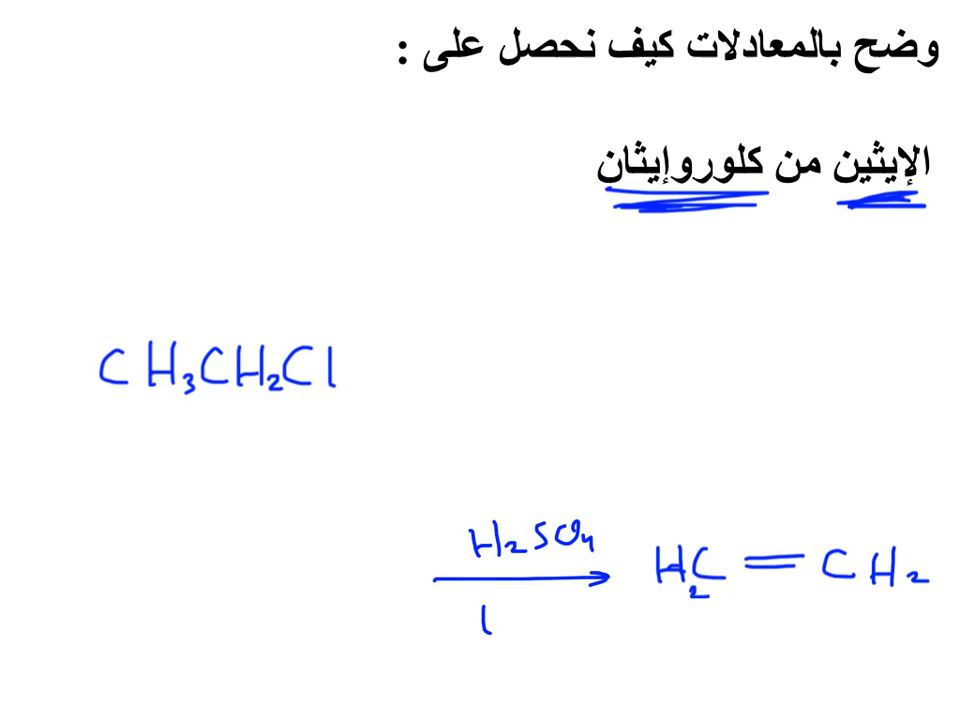 وضح بالمعادلات كيف نحصل على :
الإيثين من كلوروإيثان
CH₃CH₂Cl
H₂SO₄
H₂C=CH₂